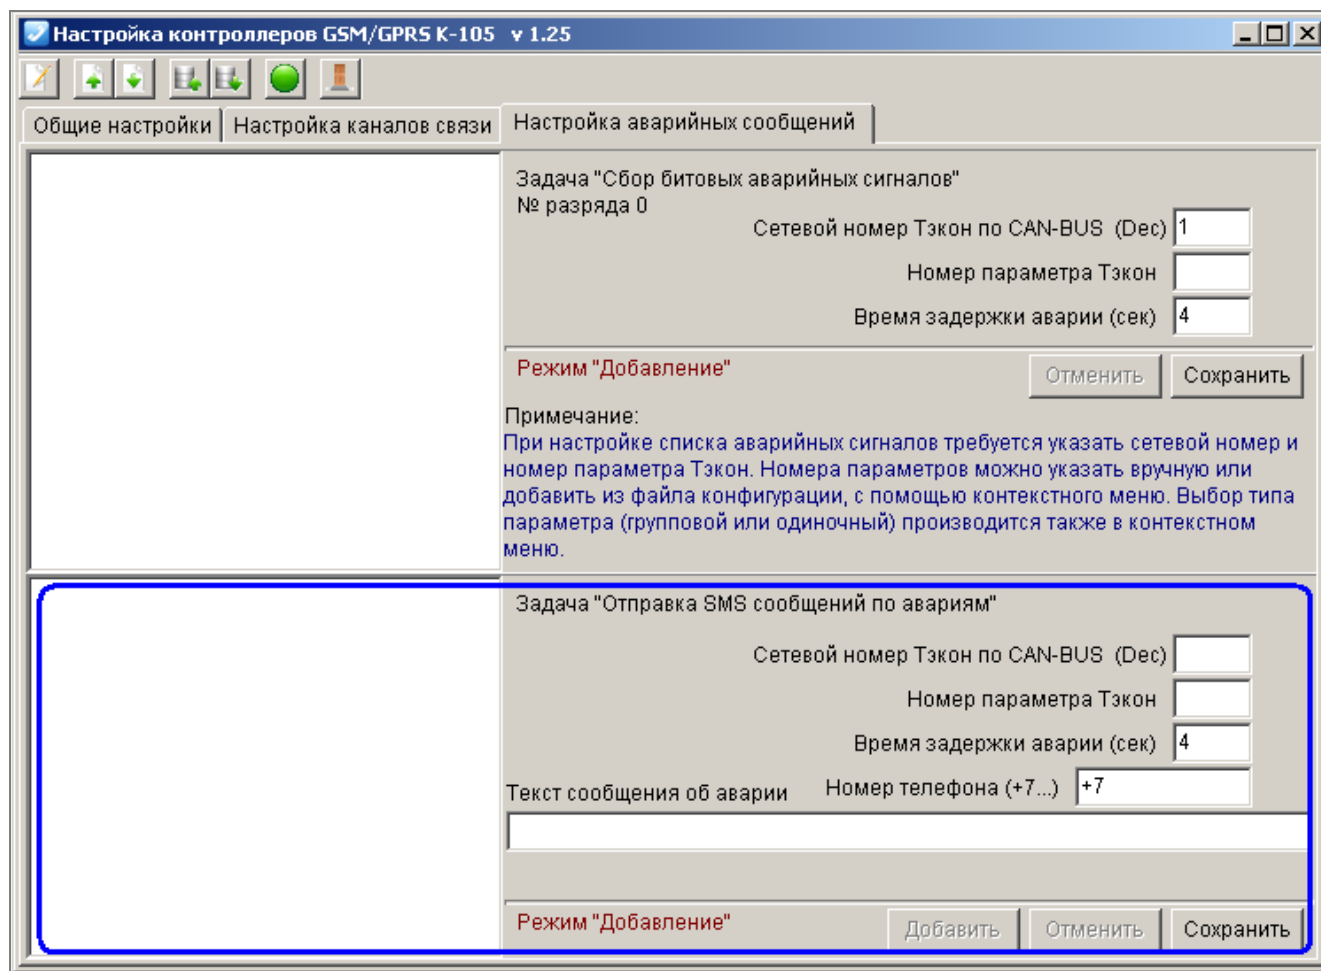 Настройка контроллеров GSM/GPRS K-105 v 1.25
Общие настройки
Настройка каналов связи
Настройка аварийных сообщений
Задача "Сбор битовых аварийных сигналов"
№ разряда 0
Сетевой номер Тэкон по CAN-BUS (Dec) 1
Номер параметра Тэкон
Время задержки аварии (сек) 4
Режим "Добавление"
Отменить
Сохранить
Примечание:
При настройке списка аварийных сигналов требуется указать сетевой номер и
номер параметра Тэкон. Номера параметров можно указать вручную или
добавить из файла конфигурации, с помощью контекстного меню. Выбор типа
параметра (групповой или одиночный) производится также в контекстном
меню.
Задача "Отправка SMS сообщений по авариям"
Сетевой номер Тэкон по CAN-BUS (Dec)
Номер параметра Тэкон
Время задержки аварии (сек) 4
Номер телефона (+7...) +7
Текст сообщения об аварии
Режим "Добавление"
Добавить
Отменить
Сохранить